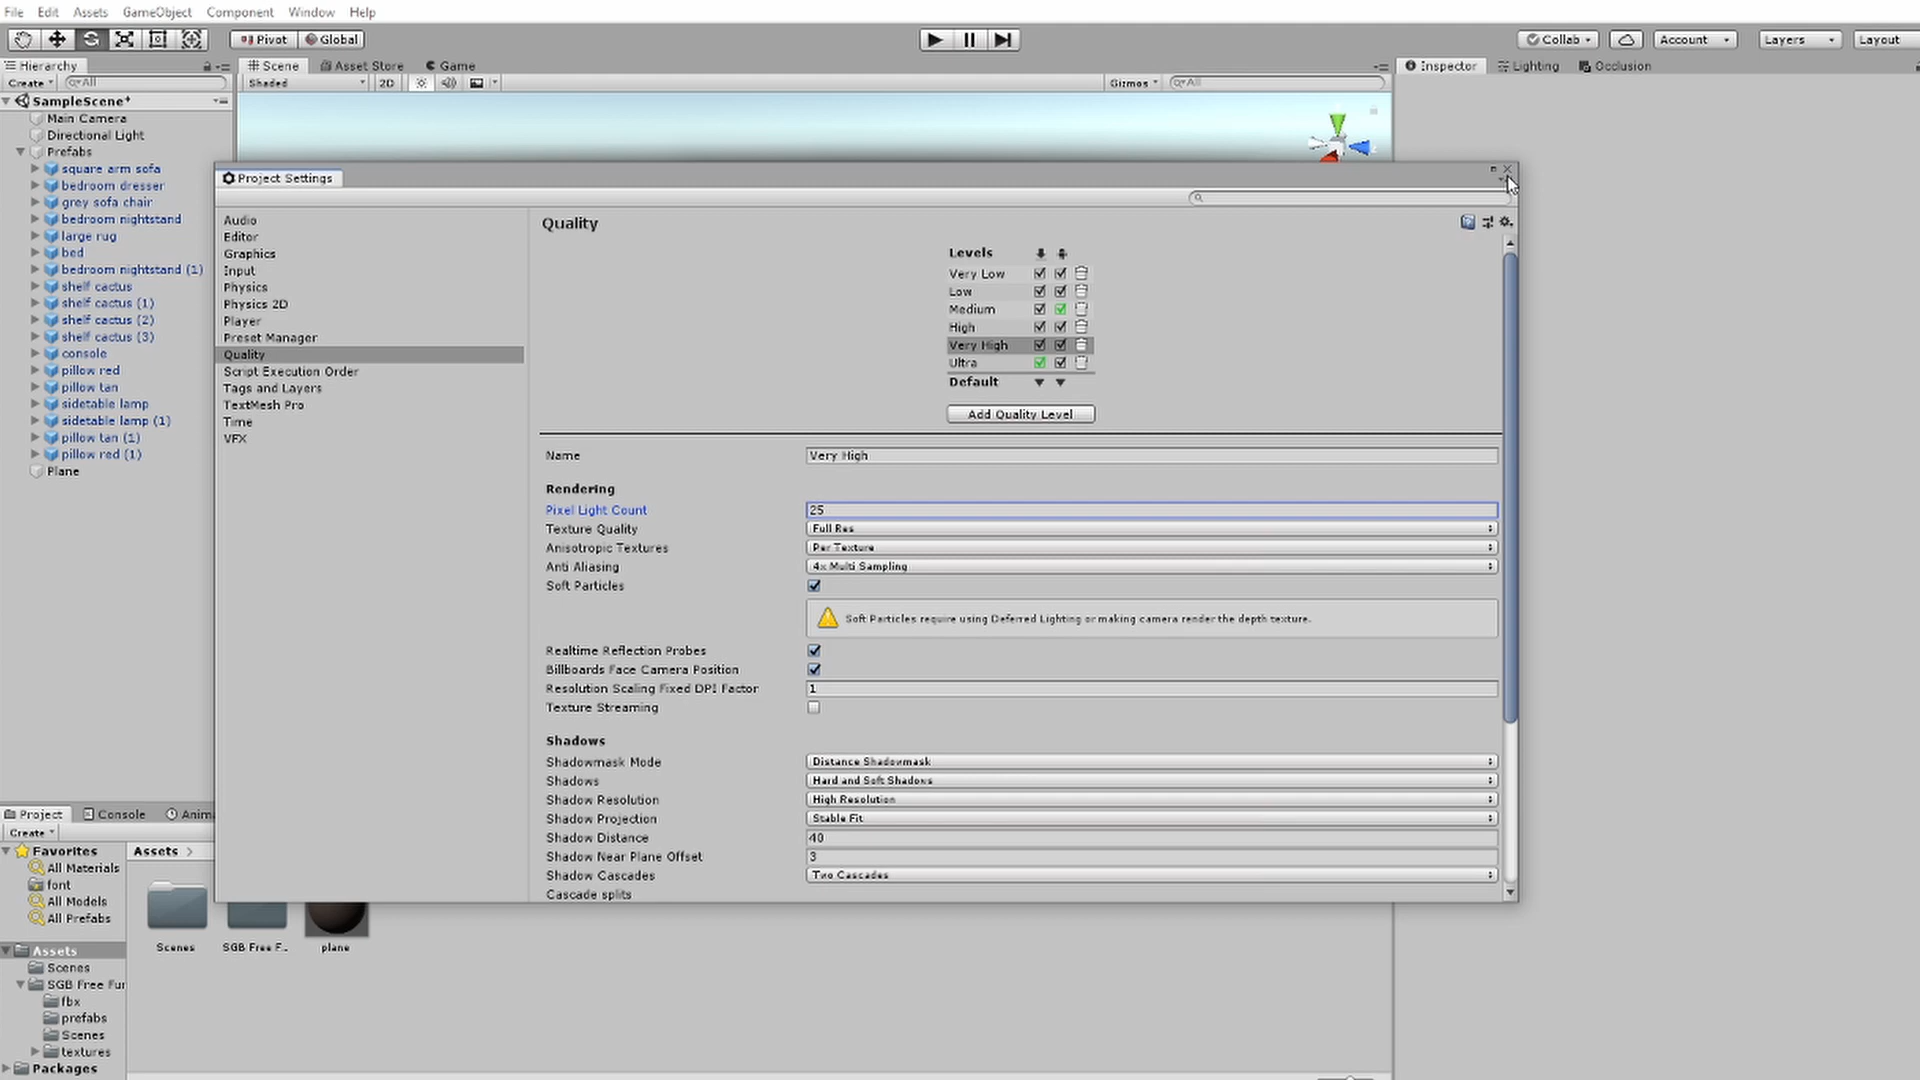 File Edit Assets GameObject Component Window Help
Pivot Global Collab Account Layers Layout
Hierarchy Scene Asset Store Game Inspector Lighting Occlusion
Create All Shaded 2D Gizmos All
SampleScene*
Main Camera
Directional Light
Prefabs
square arm sofa
bedroom dresser
grey sofa chair
bedroom nightstand
large rug
bed
bedroom nightstand (1)
shelf cactus
shelf cactus (1)
shelf cactus (2)
shelf cactus (3)
console
pillow red
pillow tan
sidetable lamp
sidetable lamp (1)
pillow tan (1)
pillow red (1)
Plane
Project Settings
Audio
Editor
Graphics
Input
Physics
Physics 2D
Player
Preset Manager
Quality
Script Execution Order
Tags and Layers
TextMesh Pro
Time
VFX
Quality
Levels
Very Low
Low
Medium
High
Very High
Ultra
Default
Add Quality Level
Name Very High
Rendering
Pixel Light Count 25
Texture Quality Full Res
Anisotropic Textures Per Texture
Anti Aliasing 4x Multi Sampling
Soft Particles
Soft Particles require using Deferred Lighting or making camera render the depth texture.
Realtime Reflection Probes
Billboards Face Camera Position
Resolution Scaling Fixed DPI Factor 1
Texture Streaming
Shadows
Shadowmask Mode Distance Shadowmask
Shadows Hard and Soft Shadows
Shadow Resolution High Resolution
Shadow Projection Stable Fit
Shadow Distance 40
Shadow Near Plane Offset 3
Shadow Cascades Two Cascades
Cascade splits
Project Console Anima
Create
Favorites
All Materials
font
All Models
All Prefabs
Assets
Scenes
SGB Free Fur
fbx
prefabs
Scenes
textures
Packages
Assets >
Scenes SGB Free F... plane